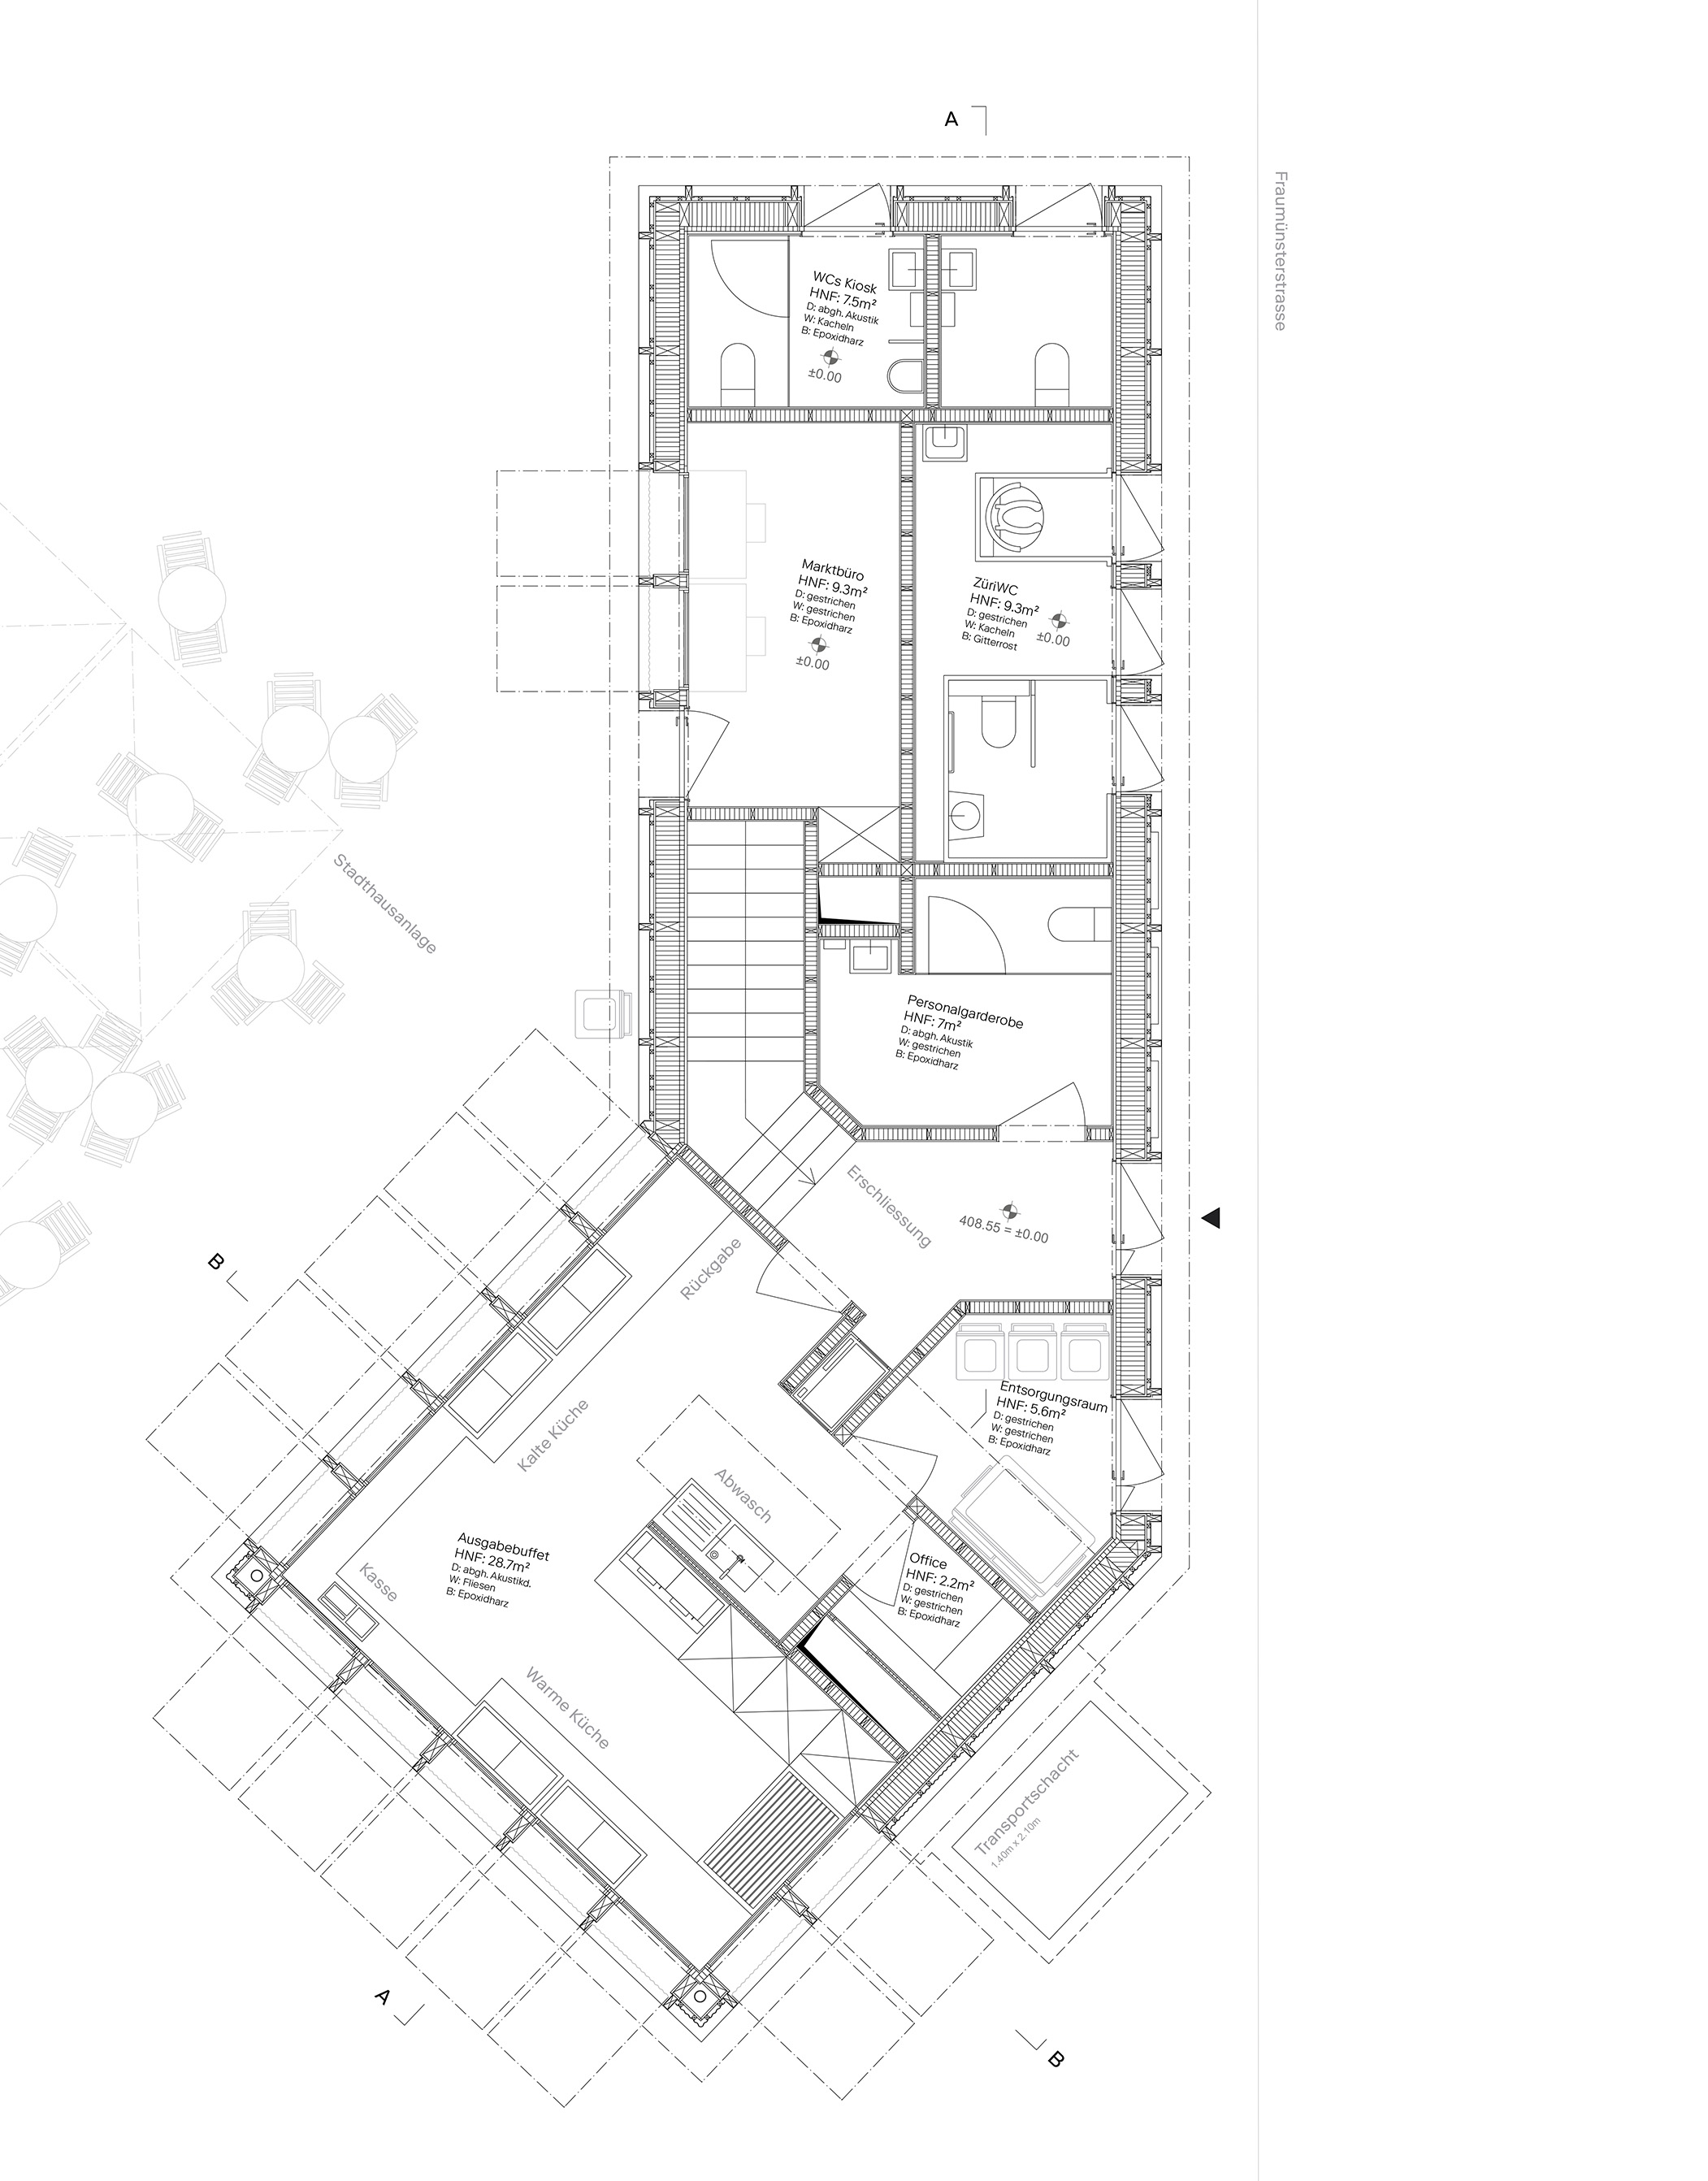 A
Fraumünsterstrasse
WCs Kiosk
HNF: 7.5m²
D: abgh. Akustik
W: Kacheln
B: Epoxidharz
±0.00
Marktbüro
HNF: 9.3m²
D: gestrichen
W: gestrichen
B: Epoxidharz
±0.00
ZüriWC
HNF: 9.3m²
D: gestrichen
W: Kacheln
B: Gitterrost
±0.00
Stadthausanlage
Personalgarderobe
HNF: 7m²
D: abgh. Akustik
W: gestrichen
B: Epoxidharz
Erschliessung
408.55 = ±0.00
B
Rückgabe
Kalte Küche
Entsorgungsraum
HNF: 5.6m²
D: gestrichen
W: gestrichen
B: Epoxidharz
Abwasch
Ausgabebuffet
HNF: 28.7m²
D: abgh. Akustikd.
W: Fliesen
B: Epoxidharz
Kasse
Office
HNF: 2.2m²
D: gestrichen
W: gestrichen
B: Epoxidharz
Warme Küche
Transportschacht
1.40m x 2.10m
A
B